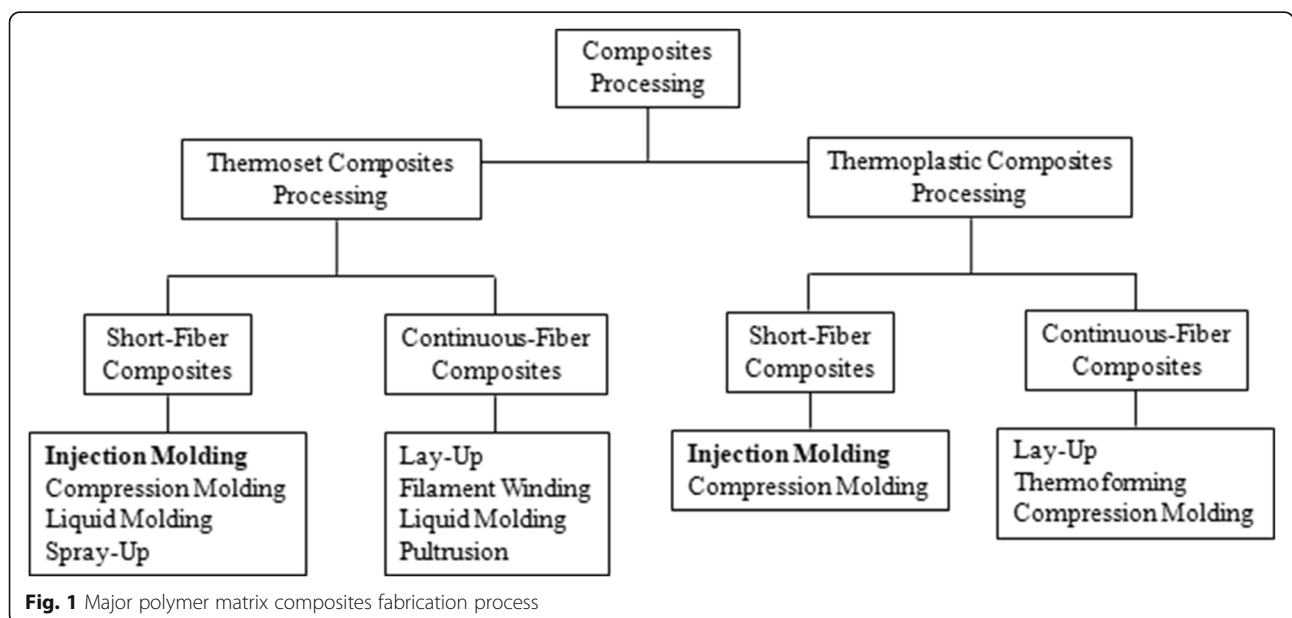 Composites
Processing
Thermoset Composites
Processing
Thermoplastic Composites
Processing
Short-Fiber
Composites
Continuous-Fiber
Composites
Short-Fiber
Composites
Continuous-Fiber
Composites
Injection Molding
Compression Molding
Liquid Molding
Spray-Up
Lay-Up
Filament Winding
Liquid Molding
Pultrusion
Injection Molding
Compression Molding
Lay-Up
Thermoforming
Compression Molding
Fig. 1 Major polymer matrix composites fabrication process